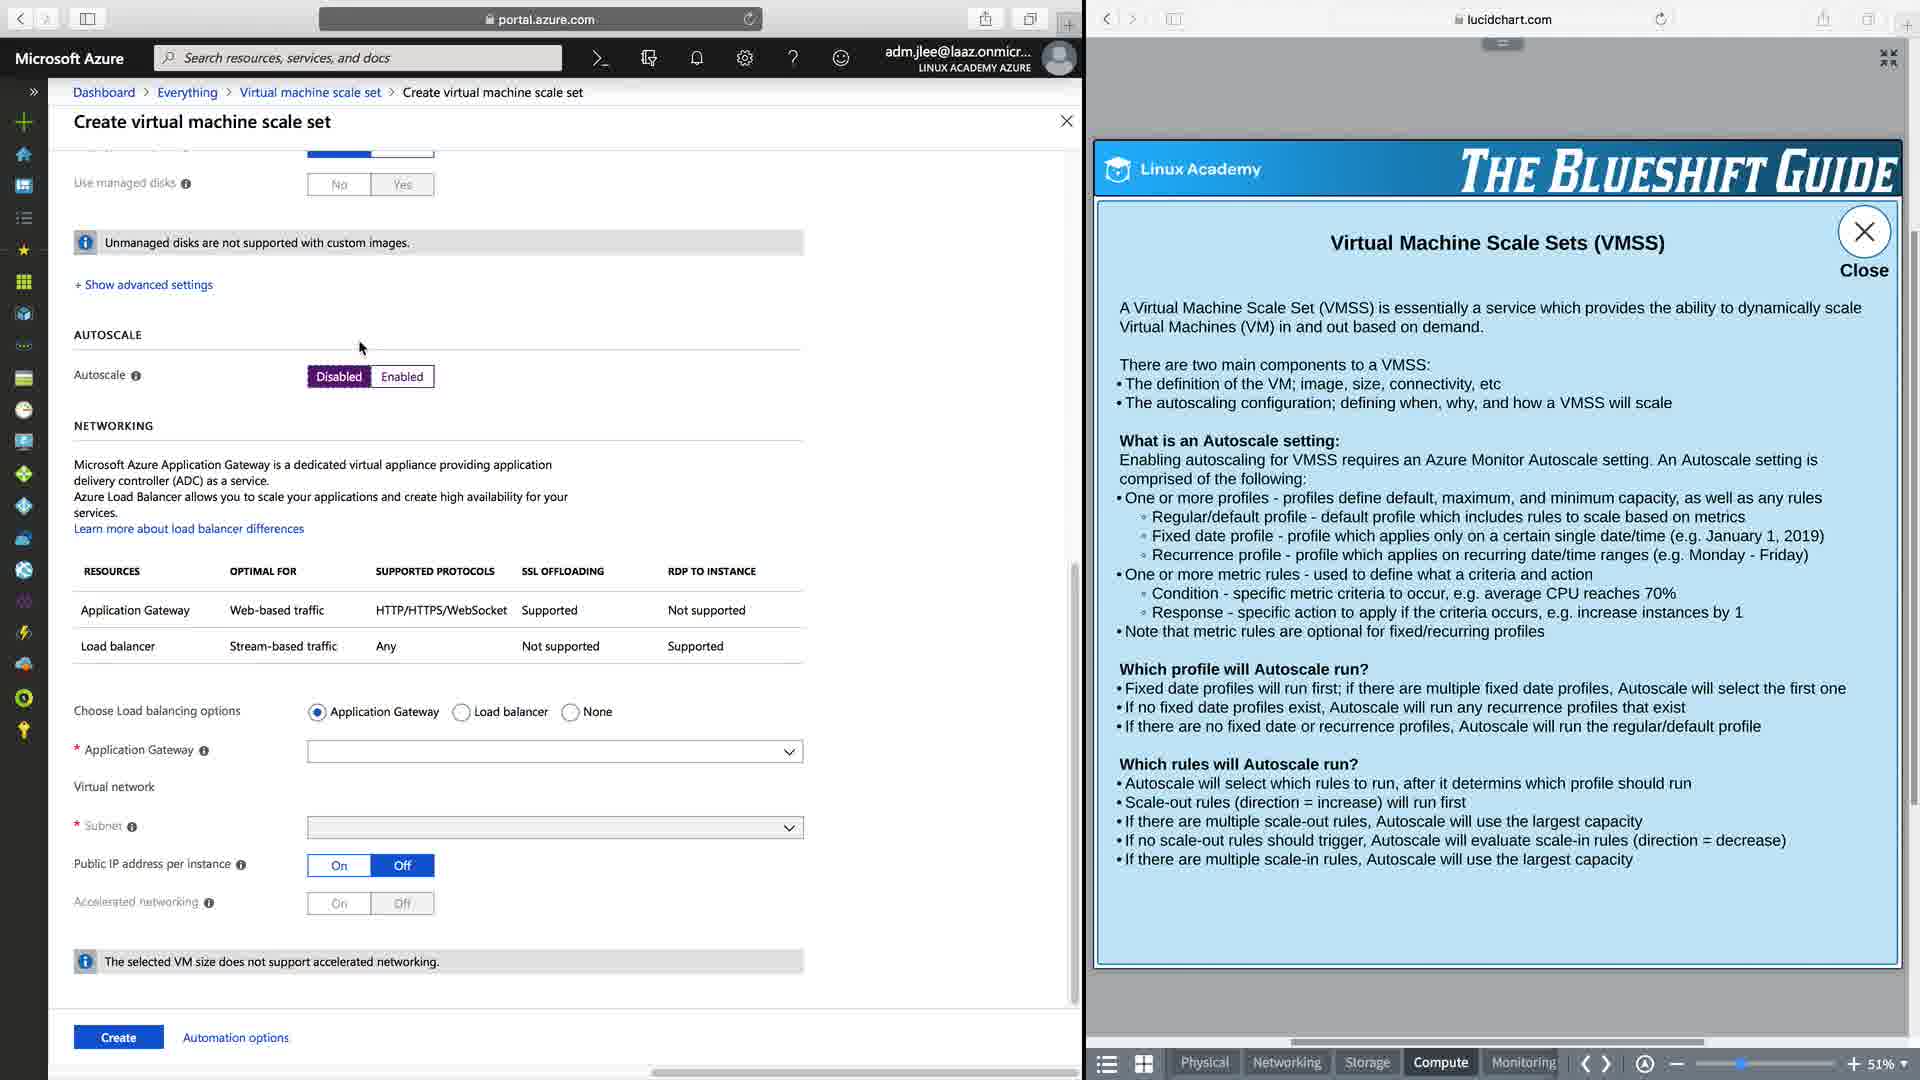 portal.azure.com
Microsoft Azure
Search resources, services, and docs
adm.jlee@laaz.onmicr...
LINUX ACADEMY AZURE
Dashboard > Everything > Virtual machine scale set > Create virtual machine scale set
Create virtual machine scale set
Use managed disks
No Yes
Unmanaged disks are not supported with custom images.
+ Show advanced settings
AUTOSCALE
Autoscale
Disabled Enabled
NETWORKING
Microsoft Azure Application Gateway is a dedicated virtual appliance providing application
delivery controller (ADC) as a service.
Azure Load Balancer allows you to scale your applications and create high availability for your
services.
Learn more about load balancer differences
RESOURCES OPTIMAL FOR SUPPORTED PROTOCOLS SSL OFFLOADING RDP TO INSTANCE
Application Gateway Web-based traffic HTTP/HTTPS/WebSocket Supported Not supported
Load balancer Stream-based traffic Any Not supported Supported
Choose Load balancing options
Application Gateway Load balancer None
* Application Gateway
Virtual network
* Subnet
Public IP address per instance
On Off
Accelerated networking
On Off
The selected VM size does not support accelerated networking.
Create Automation options
lucidchart.com
Linux Academy
THE BLUESHIFT GUIDE
Virtual Machine Scale Sets (VMSS)
Close
A Virtual Machine Scale Set (VMSS) is essentially a service which provides the ability to dynamically scale
Virtual Machines (VM) in and out based on demand.
There are two main components to a VMSS:
• The definition of the VM; image, size, connectivity, etc
• The autoscaling configuration; defining when, why, and how a VMSS will scale
What is an Autoscale setting:
Enabling autoscaling for VMSS requires an Azure Monitor Autoscale setting. An Autoscale setting is
comprised of the following:
• One or more profiles - profiles define default, maximum, and minimum capacity, as well as any rules
◦ Regular/default profile - default profile which includes rules to scale based on metrics
◦ Fixed date profile - profile which applies only on a certain single date/time (e.g. January 1, 2019)
◦ Recurrence profile - profile which applies on recurring date/time ranges (e.g. Monday - Friday)
• One or more metric rules - used to define what a criteria and action
◦ Condition - specific metric criteria to occur, e.g. average CPU reaches 70%
◦ Response - specific action to apply if the criteria occurs, e.g. increase instances by 1
• Note that metric rules are optional for fixed/recurring profiles
Which profile will Autoscale run?
• Fixed date profiles will run first; if there are multiple fixed date profiles, Autoscale will select the first one
• If no fixed date profiles exist, Autoscale will run any recurrence profiles that exist
• If there are no fixed date or recurrence profiles, Autoscale will run the regular/default profile
Which rules will Autoscale run?
• Autoscale will select which rules to run, after it determins which profile should run
• Scale-out rules (direction = increase) will run first
• If there are multiple scale-out rules, Autoscale will use the largest capacity
• If no scale-out rules should trigger, Autoscale will evaluate scale-in rules (direction = decrease)
• If there are multiple scale-in rules, Autoscale will use the largest capacity
Physical Networking Storage Compute Monitoring
51%